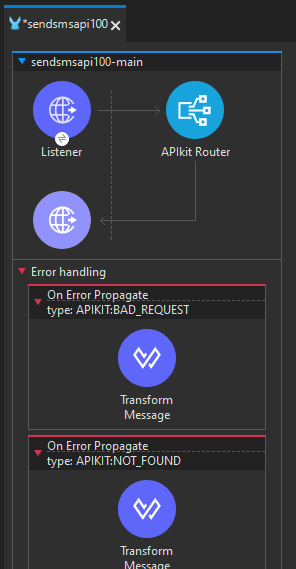 *sendsmsapi100
sendsmsapi100-main
Listener
APIkit Router
Error handling
On Error Propagate
type: APIKIT:BAD_REQUEST
Transform
Message
On Error Propagate
type: APIKIT:NOT_FOUND
Transform
Message